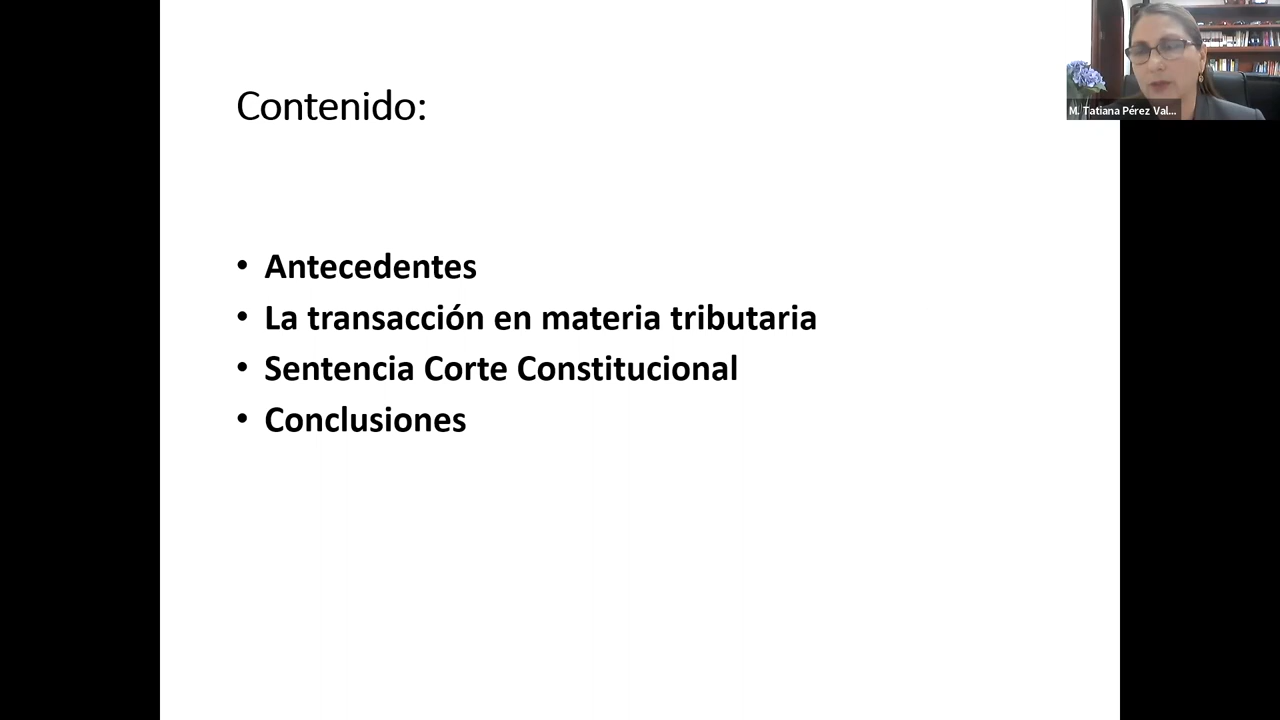 Contenido:
M. Tatiana Pérez Val...
• Antecedentes
• La transacción en materia tributaria
• Sentencia Corte Constitucional
• Conclusiones